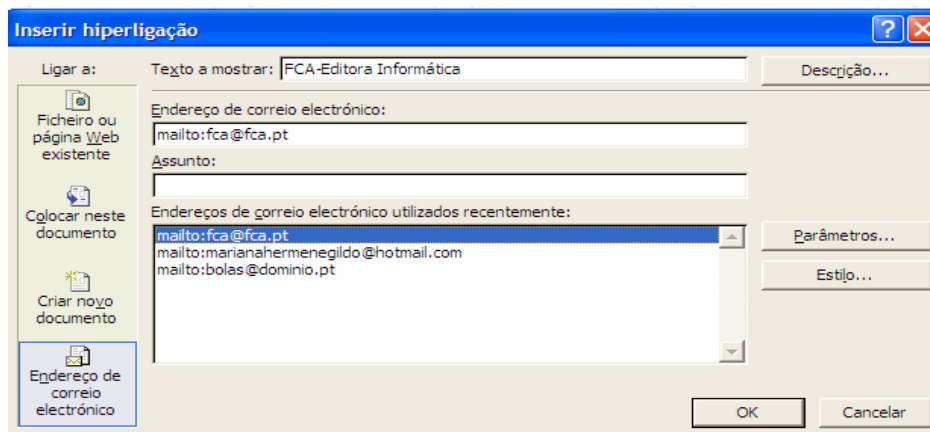 Inserir hiperligação
Ligar a:
Texto a mostrar: FCA-Editora Informática
Descrição...
Ficheiro ou
página Web
existente
Colocar neste
documento
Criar novo
documento
Endereço de
correio
electrónico
Endereço de correio electrónico:
mailto:fca@fca.pt
Assunto:
Endereços de correio electrónico utilizados recentemente:
mailto:fca@fca.pt
mailto:marianahermenegildo@hotmail.com
mailto:bolas@dominio.pt
Parâmetros...
Estilo...
OK
Cancelar